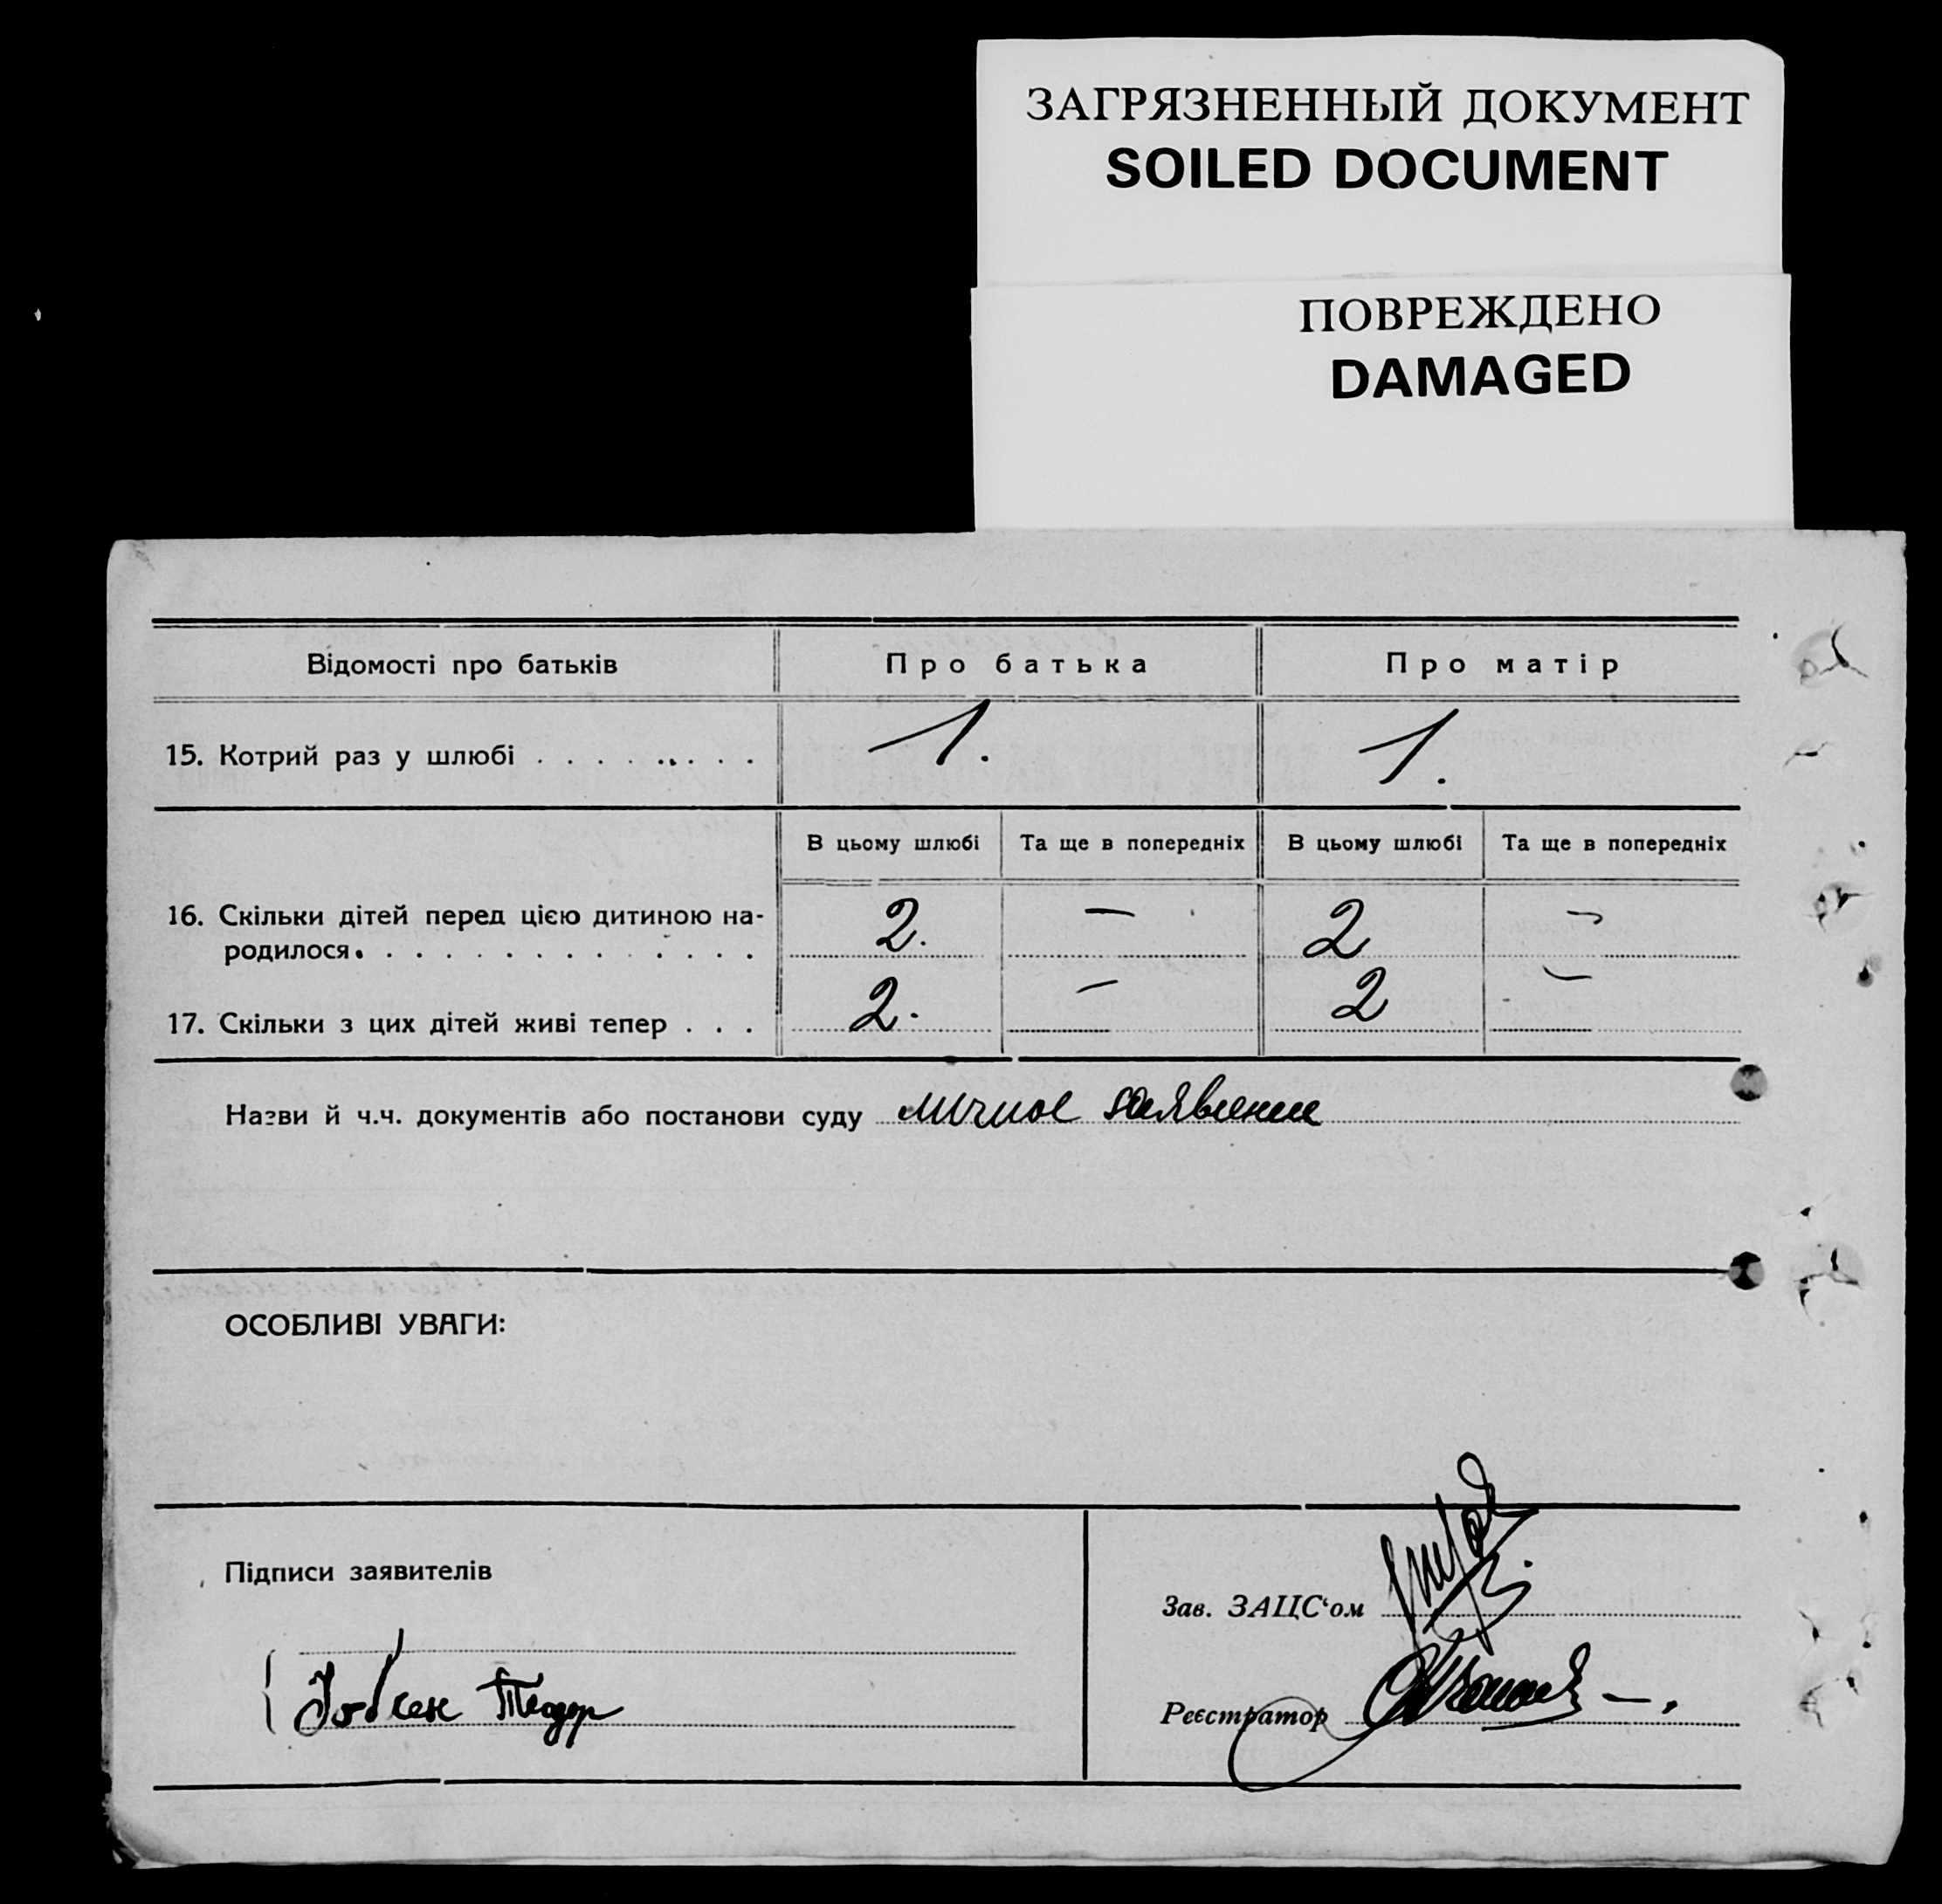 ЗАГРЯЗНЕННЫЙ ДОКУМЕНТ
SOILED DOCUMENT
ПОВРЕЖДЕНО
DAMAGED
Відомості про батьків Про батька Про матір
15. Котрий раз у шлюбі . . . . . . . . . 1. 1.
В цьому шлюбі Та ще в попередніх В цьому шлюбі Та ще в попередніх
16. Скільки дітей перед цією дитиною на-
родилося. . . . . . . . . . . . . . 2. — 2 —
17. Скільки з цих дітей живі тепер . . . 2. — 2 —
Назви й ч.ч. документів або постанови суду личное заявление
ОСОБЛИВІ УВАГИ:
Підписи заявителів
Зав. ЗАЦС‘ом
Теодор
Реєстратор